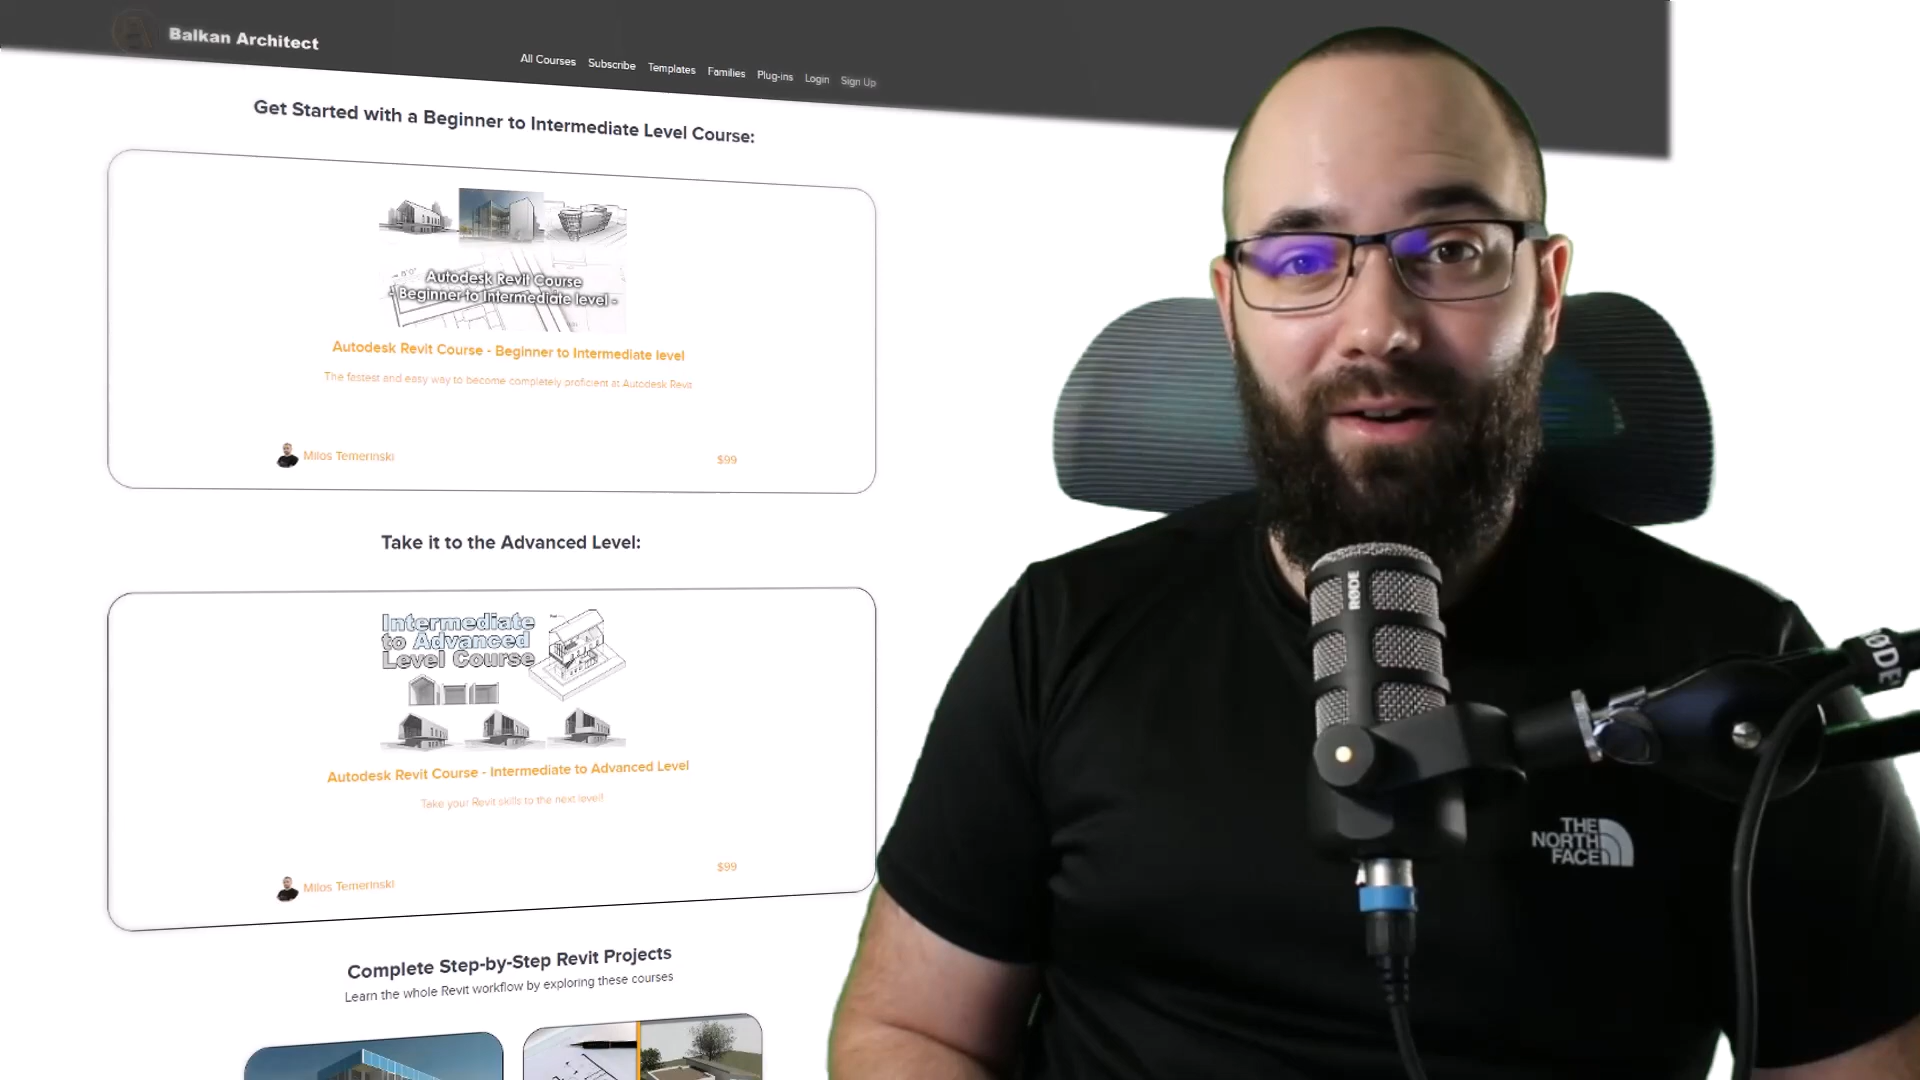 Balkan Architect
All Courses Subscribe Templates Families Plug-ins Login Sign Up
Get Started with a Beginner to Intermediate Level Course:
Autodesk Revit Course
- Beginner to Intermediate level -
Autodesk Revit Course - Beginner to Intermediate level
The fastest and easy way to become completely proficient at Autodesk Revit
Milos Temerinski
$99
Take it to the Advanced Level:
Intermediate
to Advanced
Level Course
Autodesk Revit Course - Intermediate to Advanced Level
Take your Revit skills to the next level!
Milos Temerinski
$99
Complete Step-by-Step Revit Projects
Learn the whole Revit workflow by exploring these courses
RODE
RODE
THE
NORTH
FACE